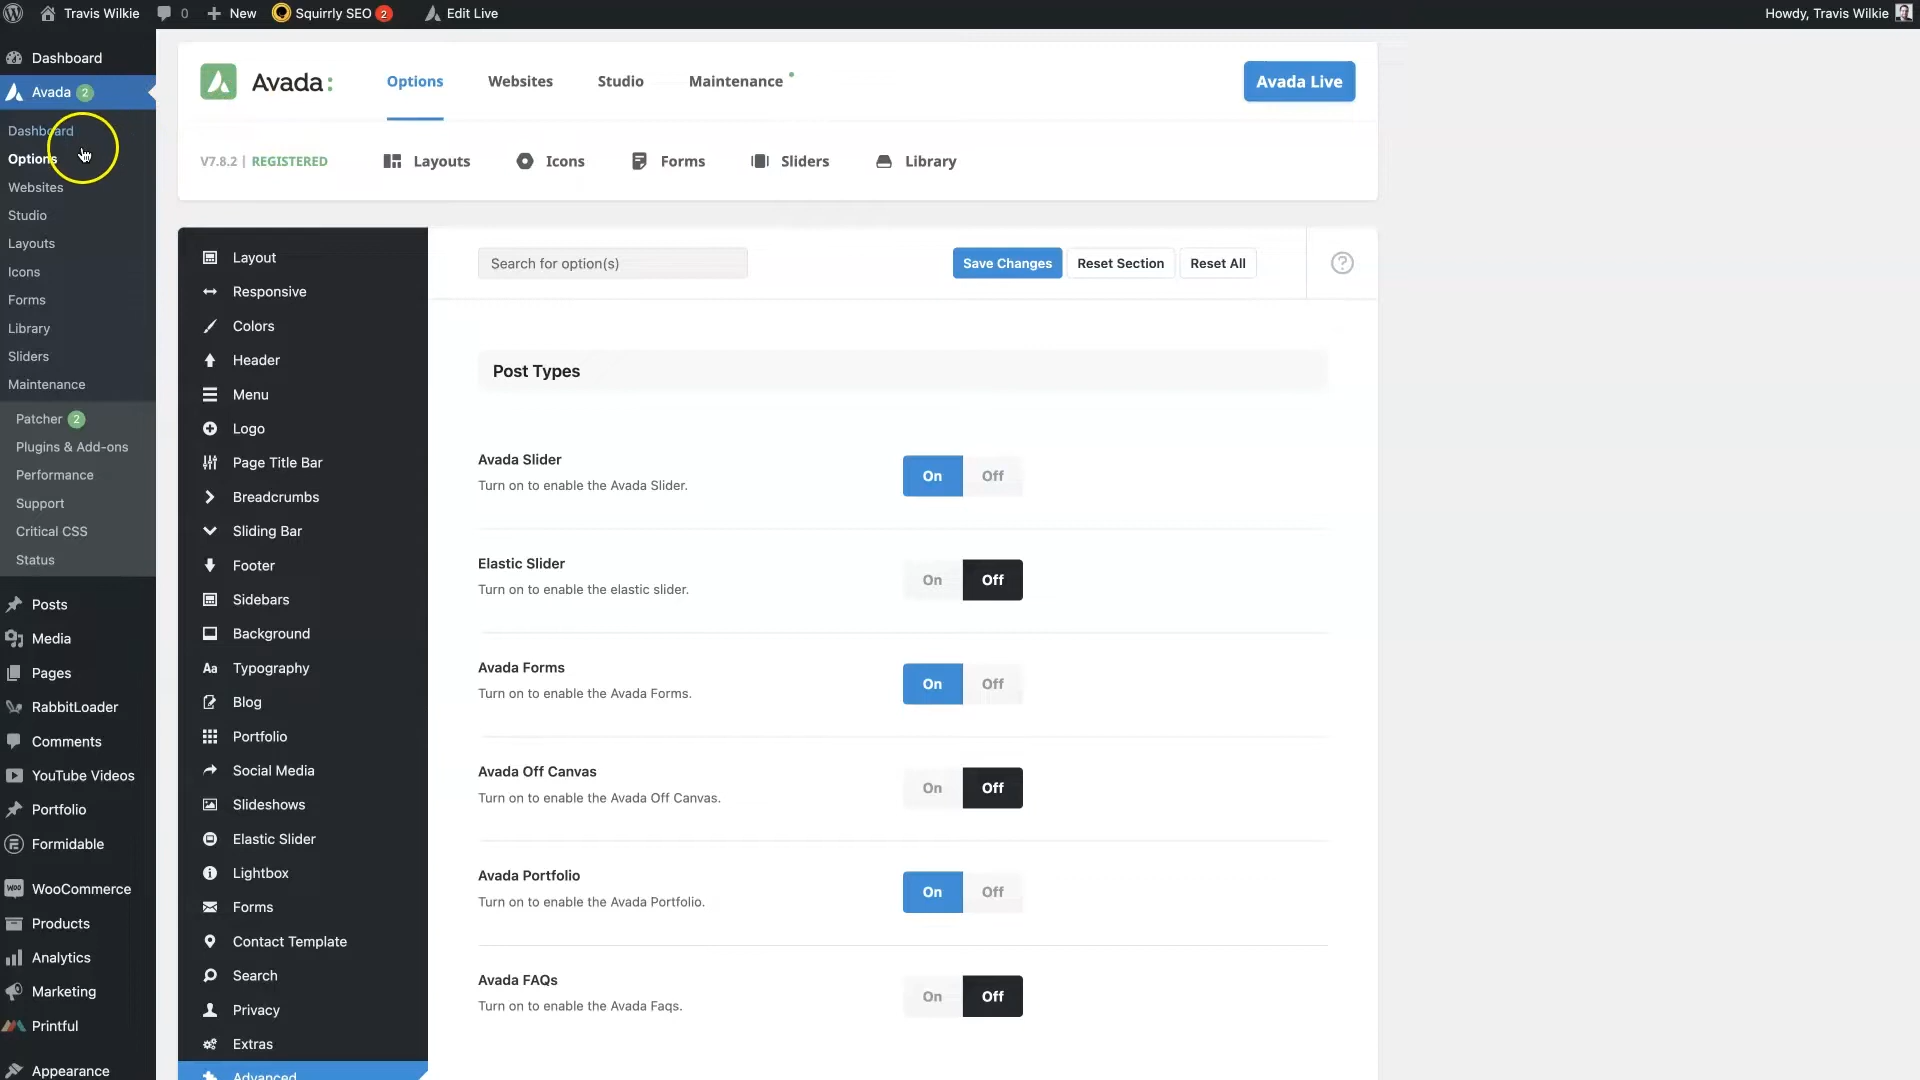 Travis Wilkie
0
New
Squirrly SEO 2
Edit Live
Howdy, Travis Wilkie
Dashboard
Avada 2
Dashboard
Options
Websites
Studio
Layouts
Icons
Forms
Library
Sliders
Maintenance
Patcher 2
Plugins & Add-ons
Performance
Support
Critical CSS
Status
Posts
Media
Pages
RabbitLoader
Comments
YouTube Videos
Portfolio
Formidable
WOO WooCommerce
Products
Analytics
Marketing
Printful
Appearance
Avada:
Options
Websites
Studio
Maintenance
Avada Live
V7.8.2 | REGISTERED
Layouts
Icons
Forms
Sliders
Library
Layout
Responsive
Colors
Header
Menu
Logo
Page Title Bar
Breadcrumbs
Sliding Bar
Footer
Sidebars
Background
Aa Typography
Blog
Portfolio
Social Media
Slideshows
Elastic Slider
Lightbox
Forms
Contact Template
Search
Privacy
Extras
Advanced
Search for option(s)
Save Changes
Reset Section
Reset All
?
Post Types
Avada Slider
Turn on to enable the Avada Slider.
On Off
Elastic Slider
Turn on to enable the elastic slider.
On Off
Avada Forms
Turn on to enable the Avada Forms.
On Off
Avada Off Canvas
Turn on to enable the Avada Off Canvas.
On Off
Avada Portfolio
Turn on to enable the Avada Portfolio.
On Off
Avada FAQs
Turn on to enable the Avada Faqs.
On Off